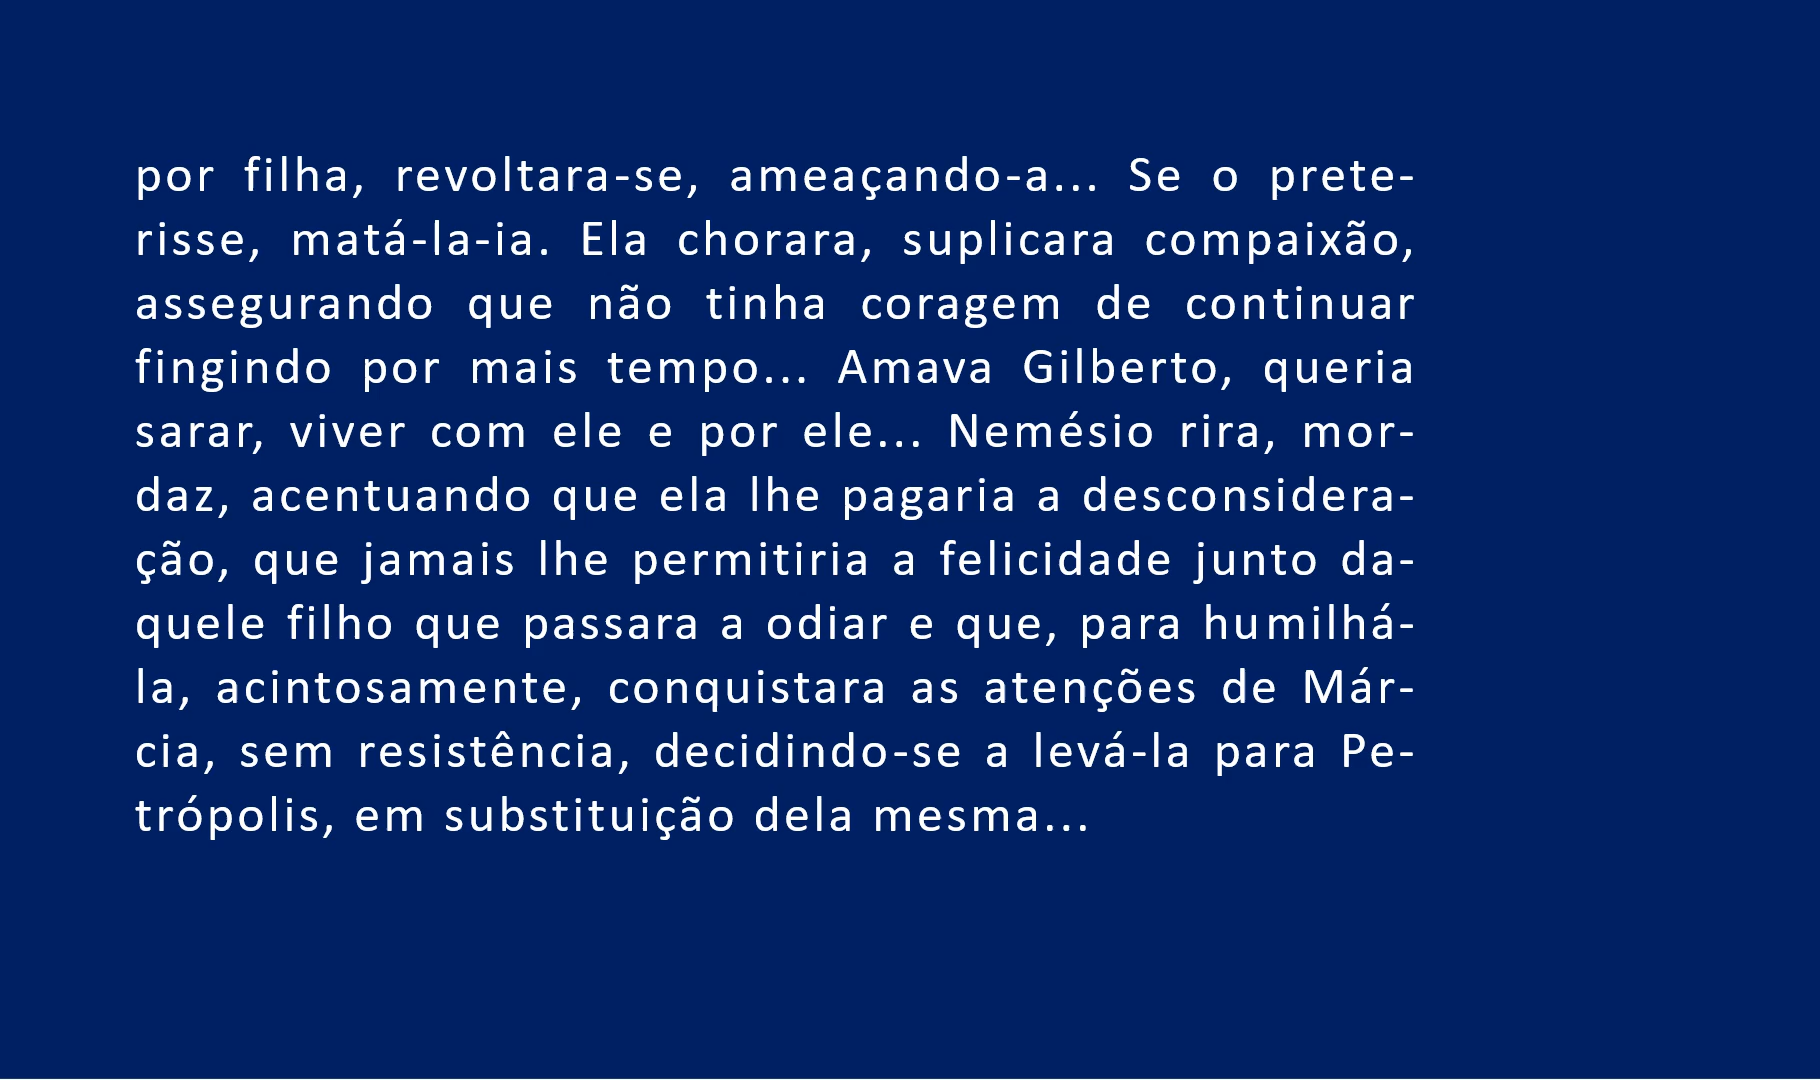 por filha, revoltara-se, ameaçando-a... Se o prete-
risse, matá-la-ia. Ela chorara, suplicara compaixão,
assegurando que não tinha coragem de continuar
fingindo por mais tempo... Amava Gilberto, queria
sarar, viver com ele e por ele... Nemésio rira, mor-
daz, acentuando que ela lhe pagaria a desconsidera-
ção, que jamais lhe permitiria a felicidade junto da-
quele filho que passara a odiar e que, para humilhá-
la, acintosamente, conquistara as atenções de Már-
cia, sem resistência, decidindo-se a levá-la para Pe-
trópolis, em substituição dela mesma...